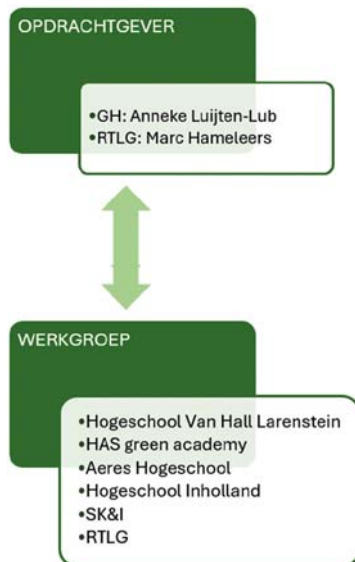 OPDRACHTGEVER
•GH: Anneke Luijten-Lub
•RTLG: Marc Hameleers
WERKGROEP
•Hogeschool Van Hall Larenstein
•HAS green academy
•Aeres Hogeschool
•Hogeschool Inholland
•SK&I
•RTLG